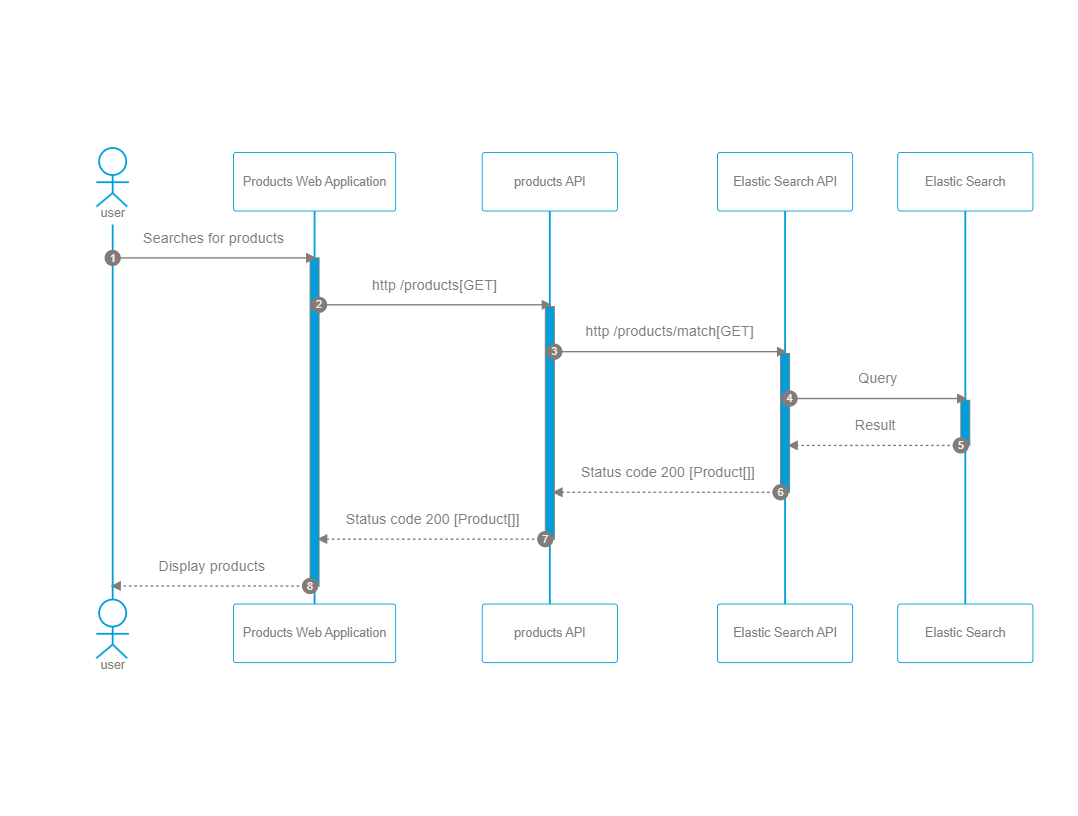 user
Products Web Application
products API
Elastic Search API
Elastic Search
Searches for products
1
http /products[GET]
2
http /products/match[GET]
3
Query
4
Result
5
Status code 200 [Product[]]
6
Status code 200 [Product[]]
7
Display products
8
user
Products Web Application
products API
Elastic Search API
Elastic Search